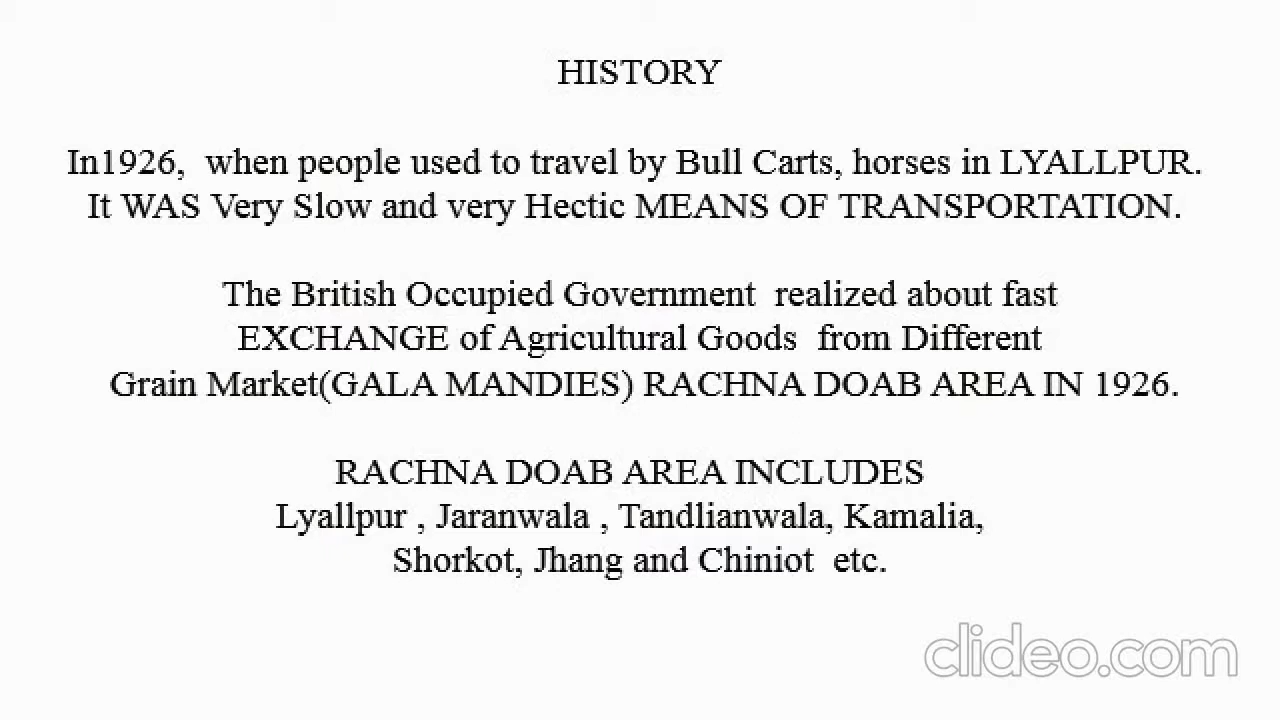 HISTORY
In1926,  when people used to travel by Bull Carts, horses in LYALLPUR.
It WAS Very Slow and very Hectic MEANS OF TRANSPORTATION.
The British Occupied Government  realized about fast
EXCHANGE of Agricultural Goods  from Different
Grain Market(GALA MANDIES) RACHNA DOAB AREA IN 1926.
RACHNA DOAB AREA INCLUDES
Lyallpur , Jaranwala , Tandlianwala, Kamalia,
Shorkot, Jhang and Chiniot  etc.
clideo.com